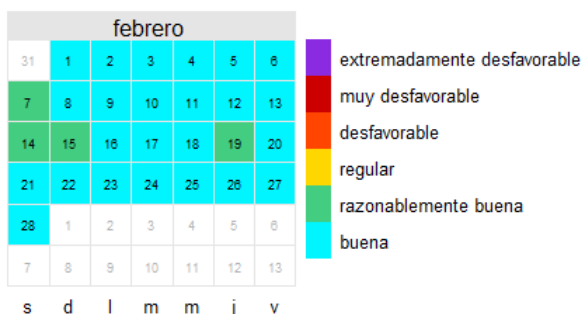 febrero
31 1 2 3 4 5 6
7 8 9 10 11 12 13
14 15 16 17 18 19 20
21 22 23 24 25 26 27
28 1 2 3 4 5 6
7 8 9 10 11 12 13
s d l m m j v
extremadamente desfavorable
muy desfavorable
desfavorable
regular
razonablemente buena
buena